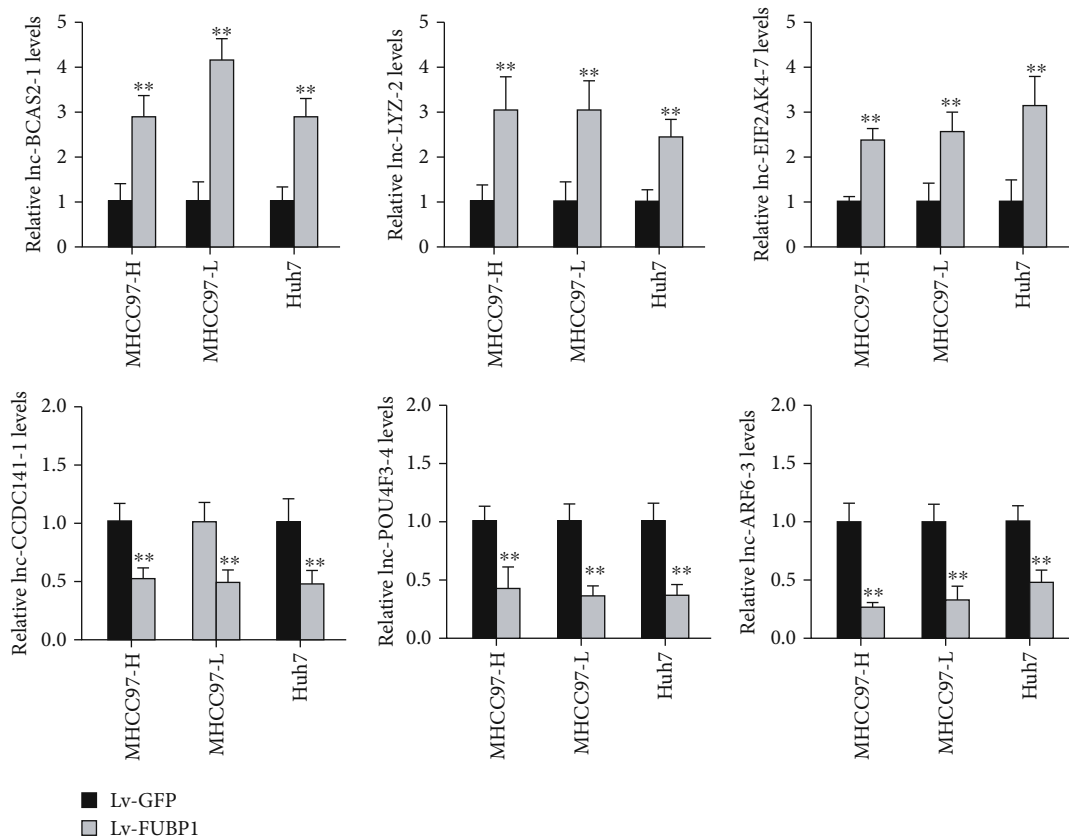 Relative lnc-BCAS2-1 levels
5
4
3
2
1
0
**
**
**
MHCC97-H
MHCC97-L
Huh7
Relative lnc-LYZ-2 levels
5
4
3
2
1
0
**
**
**
MHCC97-H
MHCC97-L
Huh7
Relative lnc-EIF2AK4-7 levels
5
4
3
2
1
0
**
**
**
MHCC97-H
MHCC97-L
Huh7
Relative lnc-CCDC141-1 levels
2.0
1.5
1.0
0.5
0.0
**
**
**
MHCC97-H
MHCC97-L
Huh7
Relative lnc-POU4F3-4 levels
2.0
1.5
1.0
0.5
0.0
**
**
**
MHCC97-H
MHCC97-L
Huh7
Relative lnc-ARF6-3 levels
2.0
1.5
1.0
0.5
0.0
**
**
**
MHCC97-H
MHCC97-L
Huh7
Lv-GFP
Lv-FUBP1